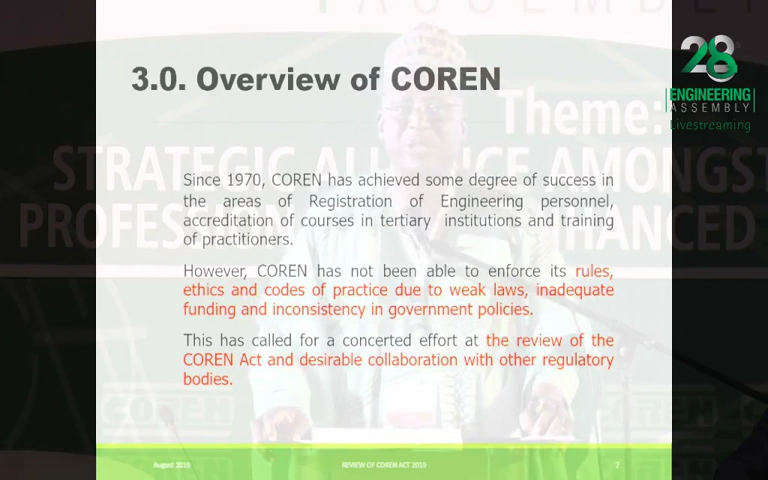 ASSEMBLY
28
ENGINEERING
ASSEMBLY
Livestreaming
3.0. Overview of COREN
Theme:
STRATEGIC ALLIANCE AMONGST
Since 1970, COREN has achieved some degree of success in
the areas of Registration of Engineering personnel,
accreditation of courses in tertiary institutions and training
of practitioners.
However, COREN has not been able to enforce its rules,
ethics and codes of practice due to weak laws, inadequate
funding and inconsistency in government policies.
This has called for a concerted effort at the review of the
COREN Act and desirable collaboration with other regulatory
bodies.
COREN
COREN
August 2019
REVIEW OF COREN ACT 2019
7